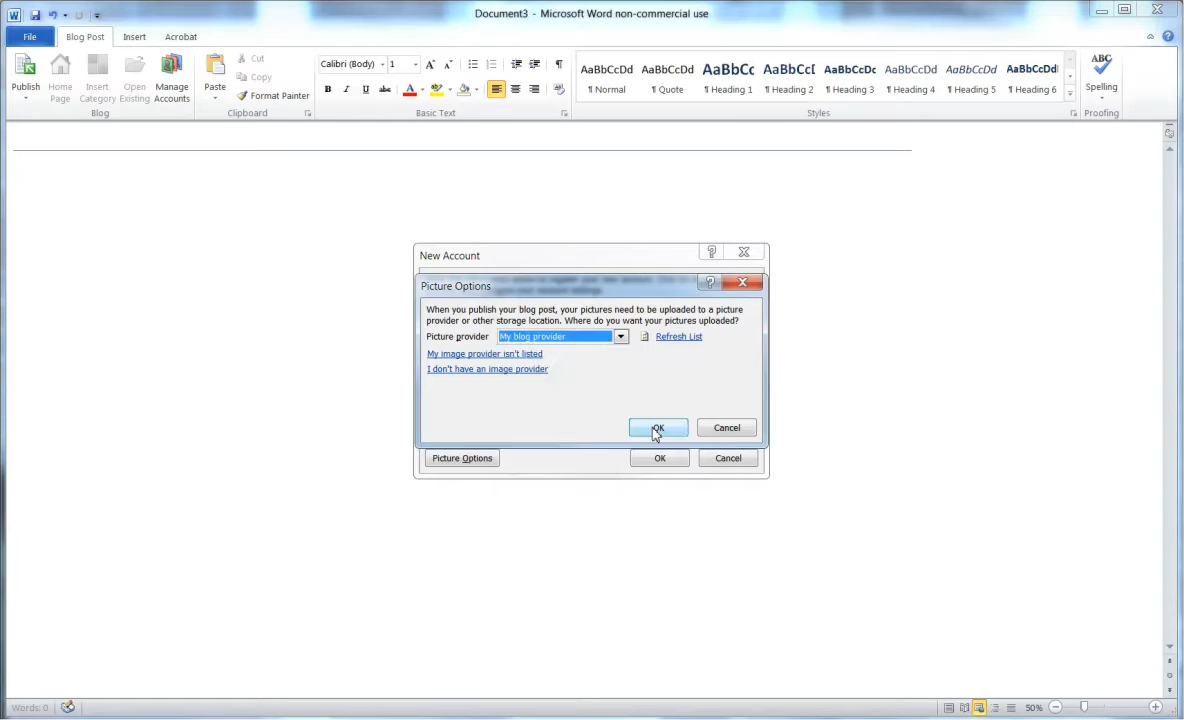 Document3 - Microsoft Word non-commercial use
File Blog Post Insert Acrobat
Publish Home Page Insert Category Open Existing Manage Accounts
Blog
Paste Cut Copy Format Painter
Clipboard
Calibri (Body) 1
B I U abc
Basic Text
AaBbCcDd AaBbCcDd AaBbCc AaBbC AaBbCcDc AaBbCcDd AaBbCcDd AaBbCcDd
¶ Normal ¶ Quote ¶ Heading 1 ¶ Heading 2 ¶ Heading 3 ¶ Heading 4 ¶ Heading 5 ¶ Heading 6
Styles
ABC
Spelling
Proofing
New Account
Picture Options
When you publish your blog post, your pictures need to be uploaded to a picture
provider or other storage location. Where do you want your pictures uploaded?
Picture provider My blog provider Refresh List
My image provider isn't listed
I don't have an image provider
OK Cancel
Picture Options OK Cancel
Words: 0
50%